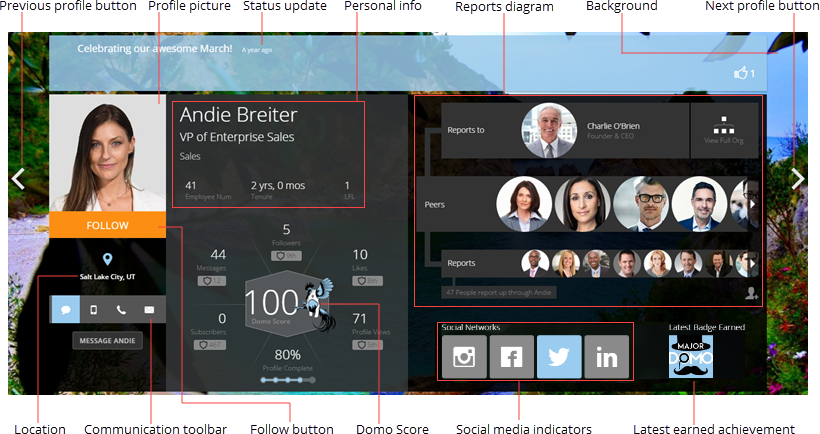 Previous profile button Profile picture Status update Personal info Reports diagram Background Next profile button
Celebrating our awesome March! A year ago
1
Andie Breiter
VP of Enterprise Sales
Sales
41 2 yrs, 0 mos 1
Employee Num Tenure LFL
Reports to
Charlie O'Brien
Founder & CEO
View Full Org
Peers
Reports
47 People report up through Andie
FOLLOW
Salt Lake City, UT
MESSAGE ANDIE
5
Followers
9th
44
Messages
12
10
Likes
8th
100
Domo Score
0
Subscribers
467
71
Profile Views
5th
80%
Profile Complete
Social Networks
Latest Badge Earned
MAJOR
DOMO
Location Communication toolbar Follow button Domo Score Social media indicators Latest earned achievement